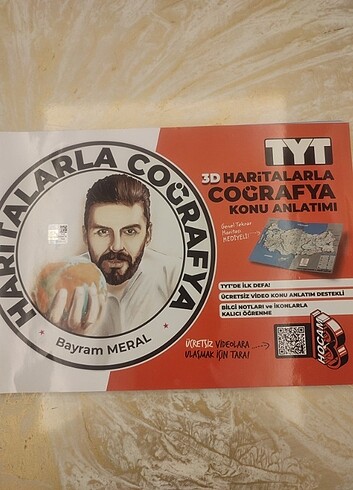 HARİTALARLA COĞRAFYA
Bayram MERAL
TYT
3D HARİTALARLA
COĞRAFYA
KONU ANLATIMI
Genel Tekrar
Haritası
HEDİYELİ!
TYT'DE İLK DEFA!
ÜCRETSİZ VİDEO KONU ANLATIM DESTEKLİ
BİLGİ NOTLARI ve İKONLARLA
KALICI ÖĞRENME
ÜCRETSİZ VİDEOLARA
ULAŞMAK İÇİN TARA!
HOCAM